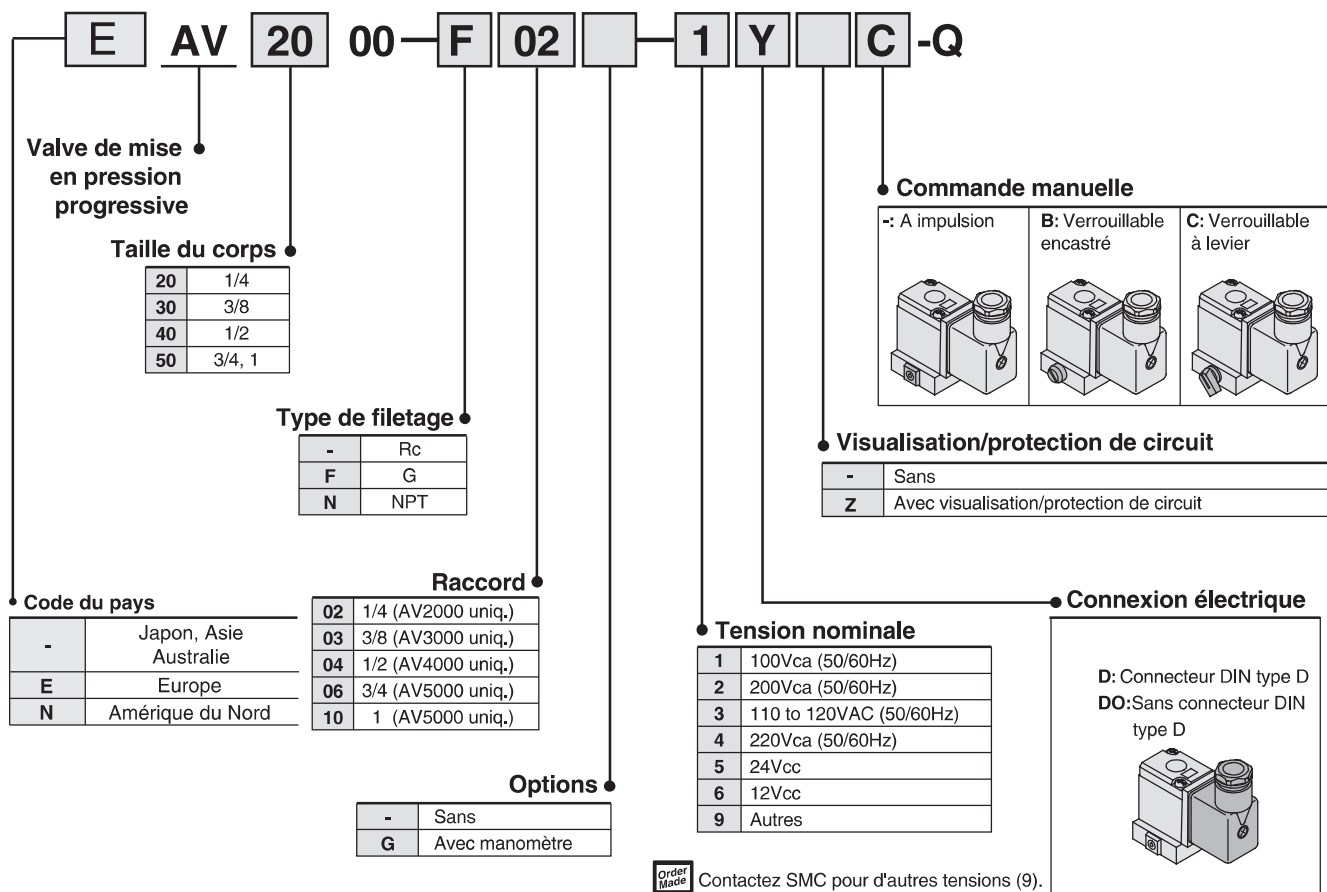 E AV 20 00 — F 02 — 1 Y C -Q
Valve de mise
en pression
progressive
Taille du corps
20 1/4
30 3/8
40 1/2
50 3/4, 1
Type de filetage
- Rc
F G
N NPT
Code du pays
- Japon, Asie
Australie
E Europe
N Amérique du Nord
Raccord
02 1/4 (AV2000 uniq.)
03 3/8 (AV3000 uniq.)
04 1/2 (AV4000 uniq.)
06 3/4 (AV5000 uniq.)
10 1 (AV5000 uniq.)
Options
- Sans
G Avec manomètre
Commande manuelle
-: A impulsion
B: Verrouillable
encastré
C: Verrouillable
à levier
Visualisation/protection de circuit
- Sans
Z Avec visualisation/protection de circuit
Tension nominale
1 100Vca (50/60Hz)
2 200Vca (50/60Hz)
3 110 to 120VAC (50/60Hz)
4 220Vca (50/60Hz)
5 24Vcc
6 12Vcc
9 Autres
Order
Made
Contactez SMC pour d'autres tensions (9).
Connexion électrique
D: Connecteur DIN type D
DO:Sans connecteur DIN
type D